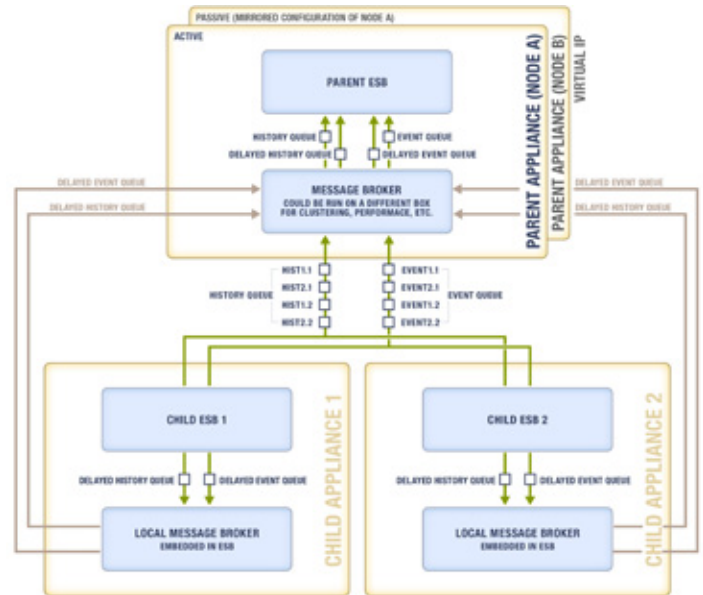 PASSIVE (MIRRORED CONFIGURATION OF NODE A)
ACTIVE
PARENT ESB
HISTORY QUEUE
EVENT QUEUE
DELAYED HISTORY QUEUE
DELAYED EVENT QUEUE
PARENT APPLIANCE (NODE A)
PARENT APPLIANCE (NODE B)
VIRTUAL IP
DELAYED EVENT QUEUE
DELAYED EVENT QUEUE
MESSAGE BROKER
COULD BE RUN ON A DIFFERENT BOX
FOR CLUSTERING, PERFORMACE, ETC.
DELAYED HISTORY QUEUE
DELAYED HISTORY QUEUE
HIST1.1
EVENT1.1
HIST2.1
EVENT2.1
HISTORY QUEUE
EVENT QUEUE
HIST1.2
EVENT1.2
HIST2.2
EVENT2.2
CHILD ESB 1
DELAYED HISTORY QUEUE
DELAYED EVENT QUEUE
LOCAL MESSAGE BROKER
EMBEDDED IN ESB
CHILD APPLIANCE 1
CHILD ESB 2
DELAYED HISTORY QUEUE
DELAYED EVENT QUEUE
LOCAL MESSAGE BROKER
EMBEDDED IN ESB
CHILD APPLIANCE 2